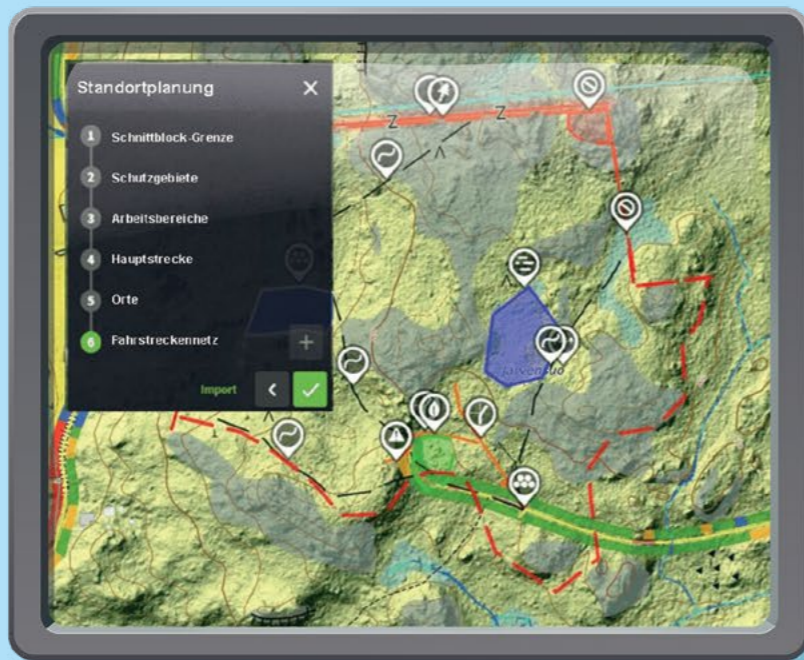 Standortplanung
1 Schnittblock-Grenze
2 Schutzgebiete
3 Arbeitsbereiche
4 Hauptstrecke
5 Orte
6 Fahrstreckennetz
Import
Z
Z